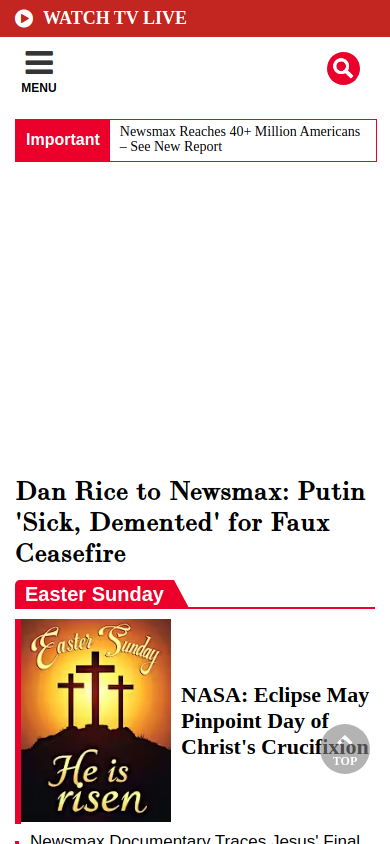 WATCH TV LIVE
MENU
Important
Newsmax Reaches 40+ Million Americans
– See New Report
Dan Rice to Newsmax: Putin
'Sick, Demented' for Faux
Ceasefire
Easter Sunday
Easter Sunday
He is
risen
NASA: Eclipse May
Pinpoint Day of
Christ's Crucifixion
TOP
Newsmax Documentary Traces Jesus' Final